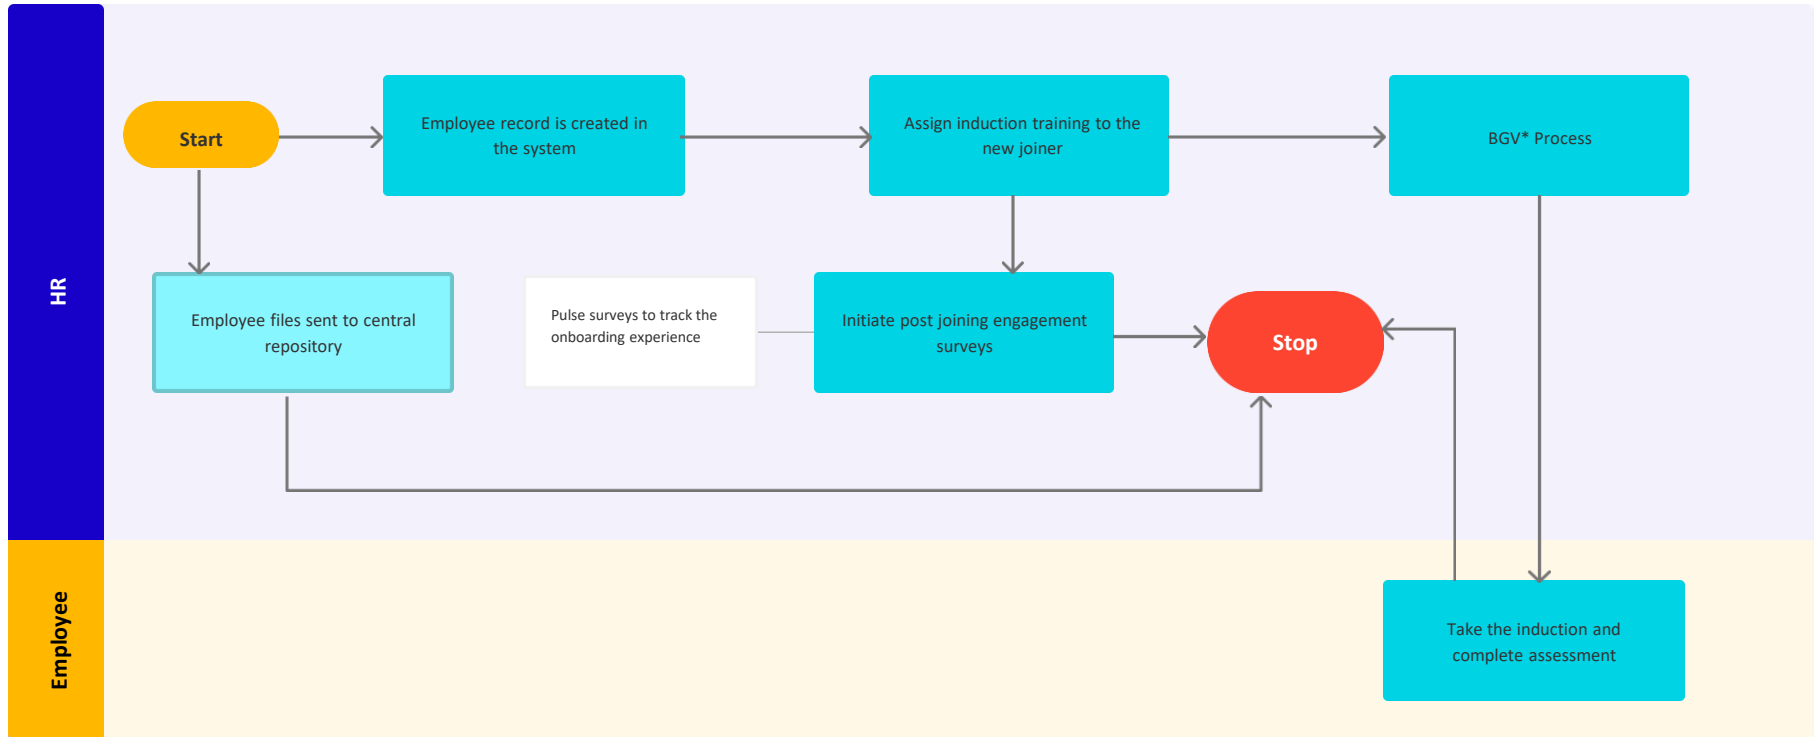 HR
Start
Employee record is created in
the system
Assign induction training to the
new joiner
BGV* Process
Employee files sent to central
repository
Pulse surveys to track the
onboarding experience
Initiate post joining engagement
surveys
Stop
Employee
Take the induction and
complete assessment